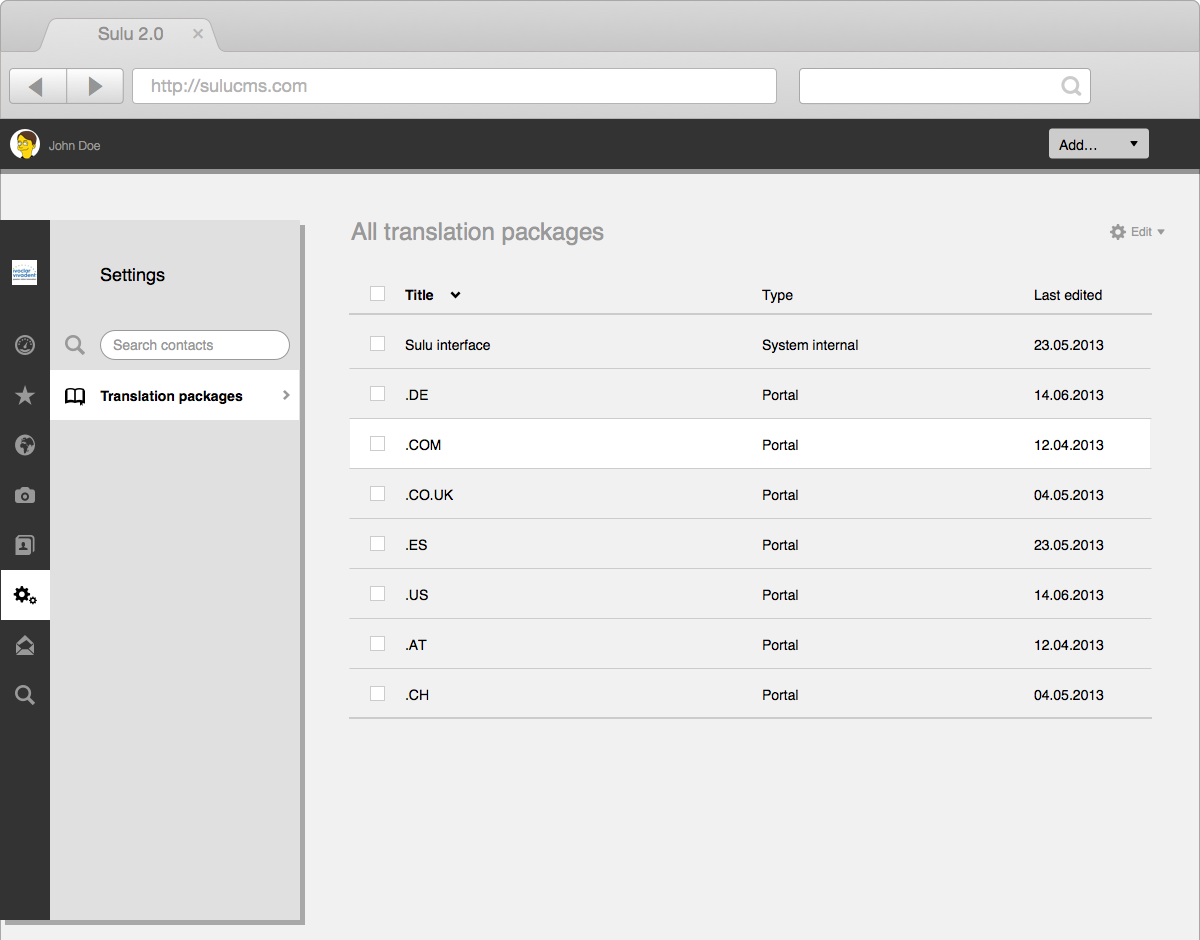 Sulu 2.0
http://sulucms.com
John Doe
Add...
ivoclar
vivadent
Settings
Search contacts
Translation packages
All translation packages
Edit
Title Type Last edited
Sulu interface System internal 23.05.2013
.DE Portal 14.06.2013
.COM Portal 12.04.2013
.CO.UK Portal 04.05.2013
.ES Portal 23.05.2013
.US Portal 14.06.2013
.AT Portal 12.04.2013
.CH Portal 04.05.2013